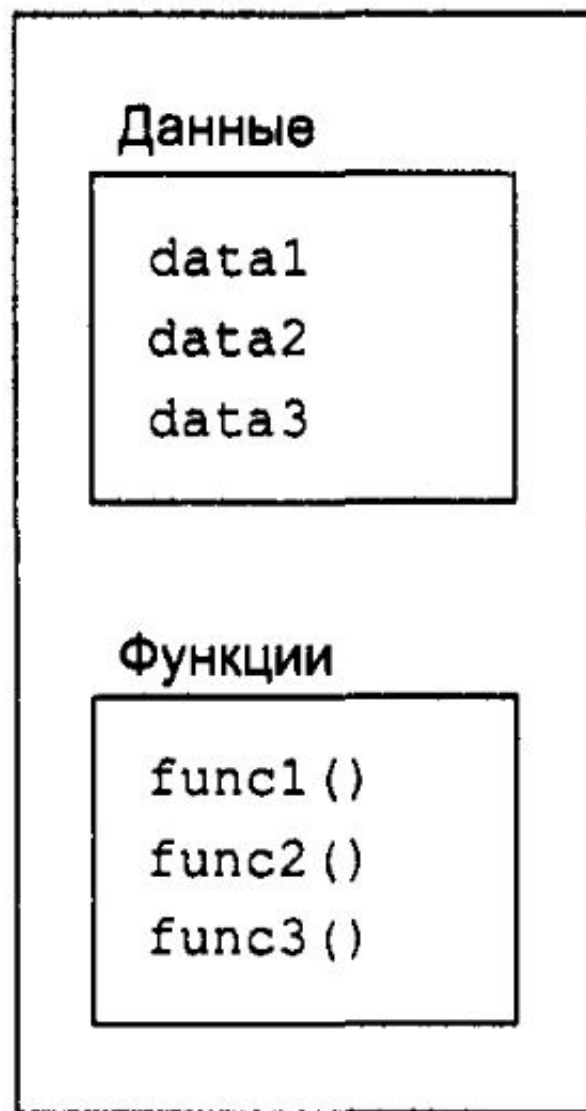 Данные
data1
data2
data3
Функции
func1()
func2()
func3()